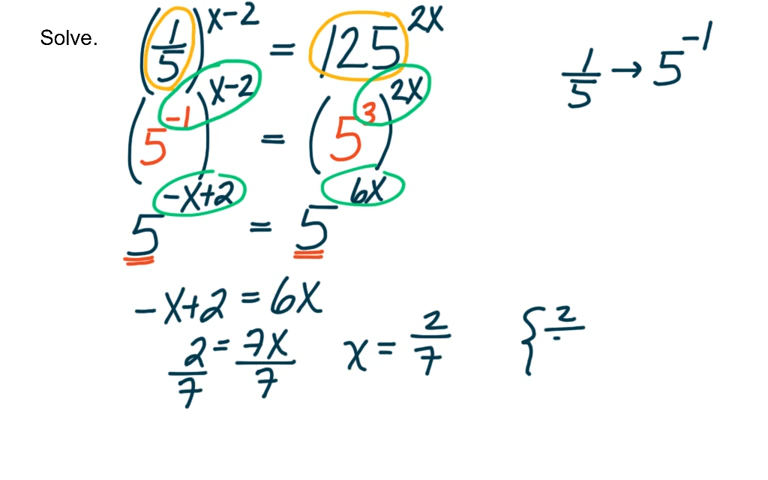 Solve. (1/5)^(x-2) = 125^(2x)
1/5 → 5^(-1)
(5^(-1))^(x-2) = (5^3)^(2x)
5^(-x+2) = 5^(6x)
-x+2 = 6x
2/7 = 7x/7 x = 2/7 { 2/